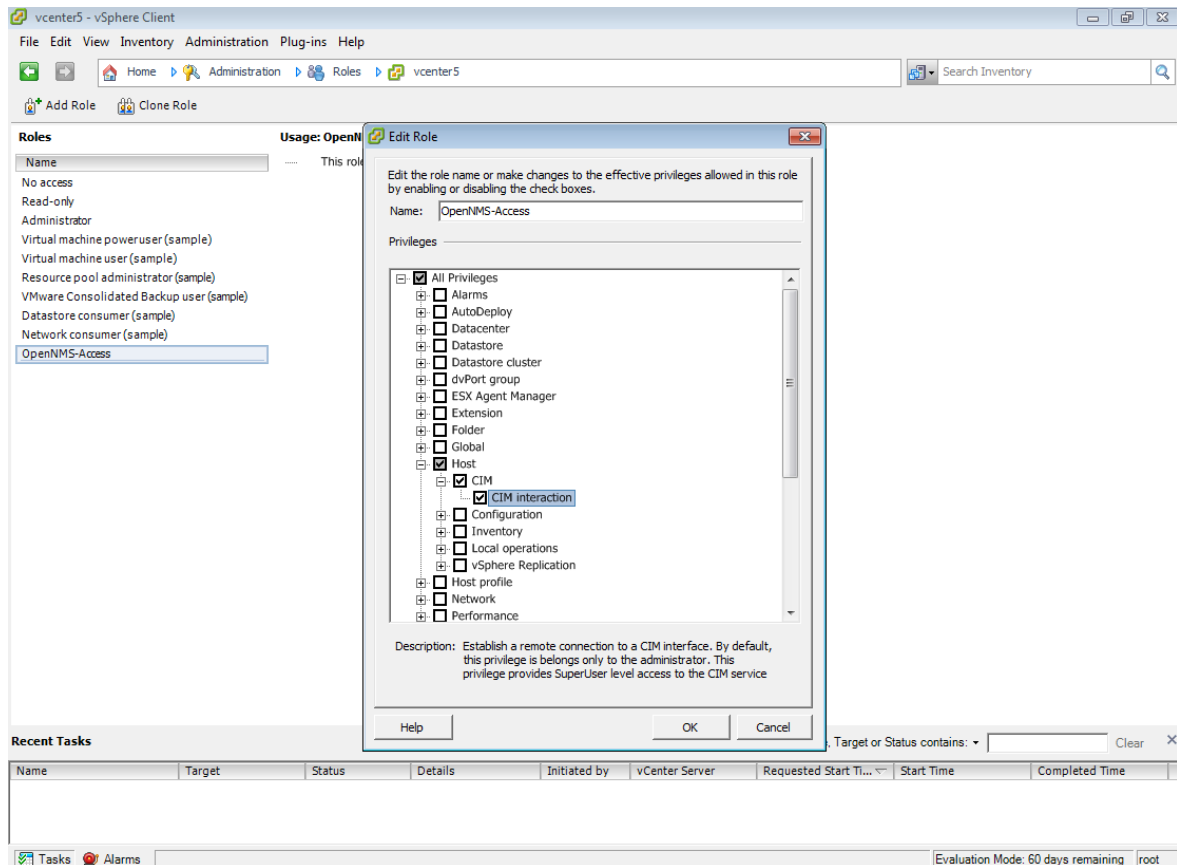 vcenter5 - vSphere Client
File Edit View Inventory Administration Plug-ins Help
Home Administration Roles vcenter5
Search Inventory
Add Role Clone Role
Roles
Name
No access
Read-only
Administrator
Virtual machine poweruser (sample)
Virtual machine user (sample)
Resource pool administrator (sample)
VMware Consolidated Backup user (sample)
Datastore consumer (sample)
Network consumer (sample)
OpenNMS-Access
Usage: OpenN
This role
Edit Role
Edit the role name or make changes to the effective privileges allowed in this role
by enabling or disabling the check boxes.
Name: OpenNMS-Access
Privileges
All Privileges
Alarms
AutoDeploy
Datacenter
Datastore
Datastore cluster
dvPort group
ESX Agent Manager
Extension
Folder
Global
Host
CIM
CIM interaction
Configuration
Inventory
Local operations
vSphere Replication
Host profile
Network
Performance
Description: Establish a remote connection to a CIM interface. By default,
this privilege is belongs only to the administrator. This
privilege provides SuperUser level access to the CIM service
Help OK Cancel
Recent Tasks
, Target or Status contains: Clear
Name Target Status Details Initiated by vCenter Server Requested Start Ti... Start Time Completed Time
Tasks Alarms
Evaluation Mode: 60 days remaining root